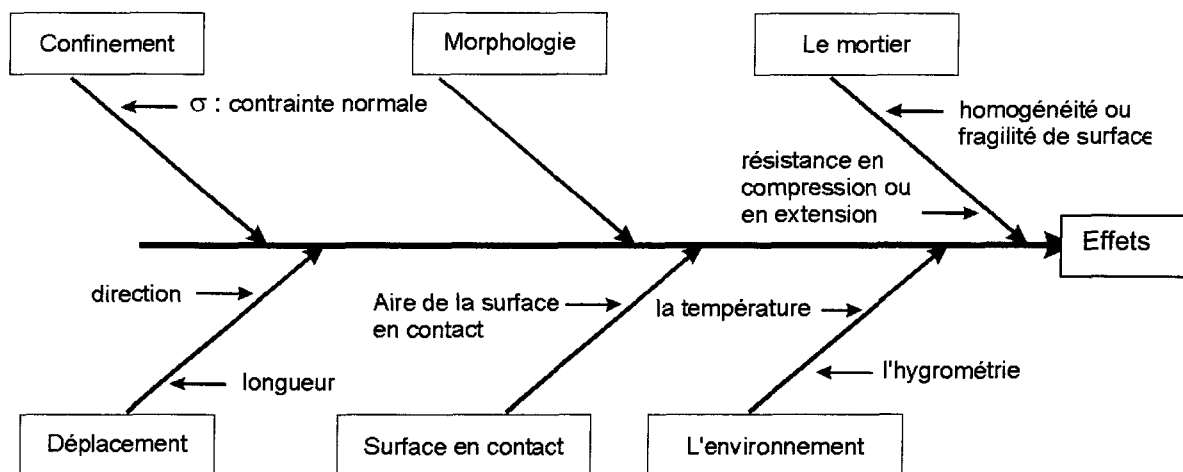 Confinement
Morphologie
Le mortier
σ : contrainte normale
homogénéité ou
fragilité de surface
résistance en
compression ou
en extension
Effets
direction
Aire de la surface
en contact
la température
longueur
l'hygrométrie
Déplacement
Surface en contact
L'environnement